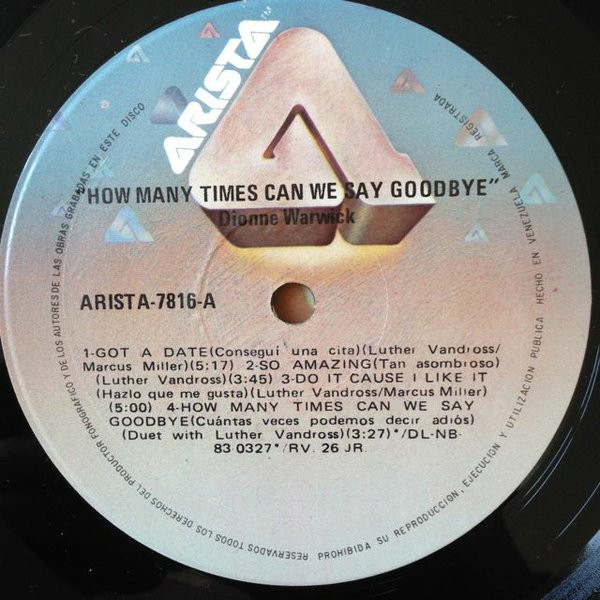 ARISTA
"HOW MANY TIMES CAN WE SAY GOODBYE"
Dionne Warwick
ARISTA-7816-A
1-GOT A DATE(Conseguí una cita)(Luther Vandross/
Marcus Miller)(5:17) 2-SO AMAZING(Tan asombroso)
(Luther Vandross)(3:45) 3-DO IT CAUSE I LIKE IT
(Hazlo que me gusta)(Luther Vandross/Marcus Miller)
(5:00) 4-HOW MANY TIMES CAN WE SAY
GOODBYE(Cuántas veces podemos decir adiós)
(Duet with Luther Vandross)(3:27)*/DL-NB-
83 0327*/RV. 26 JR.
RESERVADOS TODOS LOS DERECHOS DEL PRODUCTOR FONOGRAFICO Y DE LOS AUTORES DE LAS OBRAS GRABADAS EN ESTE DISCO
PROHIBIDA SU REPRODUCCION, EJECUCION Y UTILIZACION PUBLICA HECHO EN VENEZUELA MARCA REGISTRADA